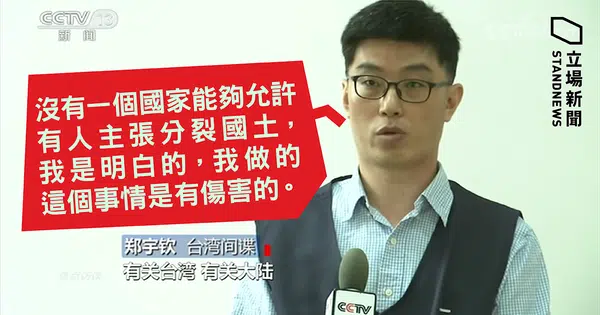 CCTV 13
新闻
立場新聞
STANDNEWS
沒有一個國家能夠允許
有人主張分裂國土，
我是明白的，我做的
這個事情是有傷害的。
郑宇钦 台湾间谍
有关台湾 有关大陆
CCTV